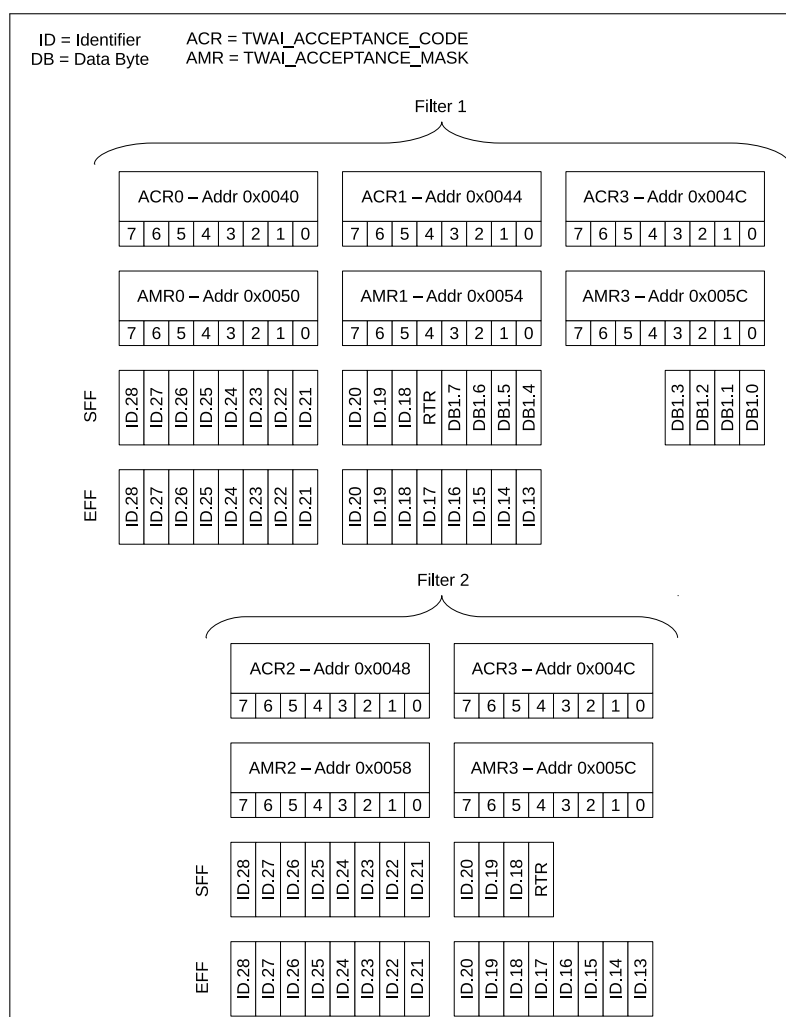 ID = Identifier ACR = TWAI_ACCEPTANCE_CODE
DB = Data Byte AMR = TWAI_ACCEPTANCE_MASK
Filter 1
ACR0 – Addr 0x0040 ACR1 – Addr 0x0044 ACR3 – Addr 0x004C
7 6 5 4 3 2 1 0 7 6 5 4 3 2 1 0 7 6 5 4 3 2 1 0
AMR0 – Addr 0x0050 AMR1 – Addr 0x0054 AMR3 – Addr 0x005C
7 6 5 4 3 2 1 0 7 6 5 4 3 2 1 0 7 6 5 4 3 2 1 0
SFF ID.28 ID.27 ID.26 ID.25 ID.24 ID.23 ID.22 ID.21 ID.20 ID.19 ID.18 RTR DB1.7 DB1.6 DB1.5 DB1.4 DB1.3 DB1.2 DB1.1 DB1.0
EFF ID.28 ID.27 ID.26 ID.25 ID.24 ID.23 ID.22 ID.21 ID.20 ID.19 ID.18 ID.17 ID.16 ID.15 ID.14 ID.13
Filter 2
ACR2 – Addr 0x0048 ACR3 – Addr 0x004C
7 6 5 4 3 2 1 0 7 6 5 4 3 2 1 0
AMR2 – Addr 0x0058 AMR3 – Addr 0x005C
7 6 5 4 3 2 1 0 7 6 5 4 3 2 1 0
SFF ID.28 ID.27 ID.26 ID.25 ID.24 ID.23 ID.22 ID.21 ID.20 ID.19 ID.18 RTR
EFF ID.28 ID.27 ID.26 ID.25 ID.24 ID.23 ID.22 ID.21 ID.20 ID.19 ID.18 ID.17 ID.16 ID.15 ID.14 ID.13